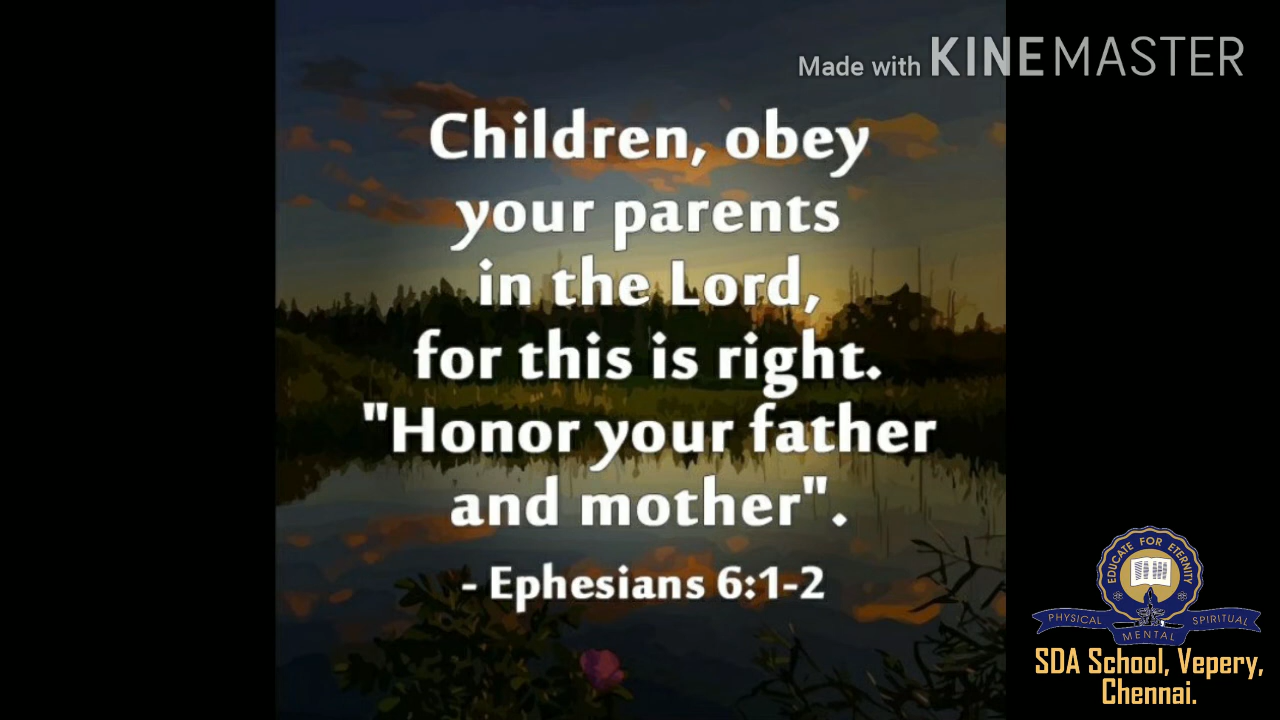 Made with KINEMASTER
Children, obey
your parents
in the Lord,
for this is right.
"Honor your father
and mother".
- Ephesians 6:1-2
EDUCATE FOR ETERNITY
PHYSICAL MENTAL SPIRITUAL
SDA School, Vepery,
Chennai.